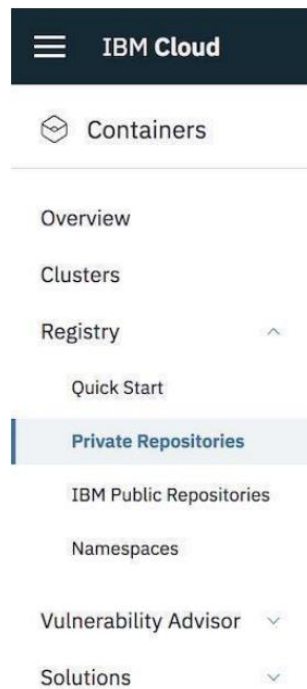 IBM Cloud
Containers
Overview
Clusters
Registry
Quick Start
Private Repositories
IBM Public Repositories
Namespaces
Vulnerability Advisor
Solutions